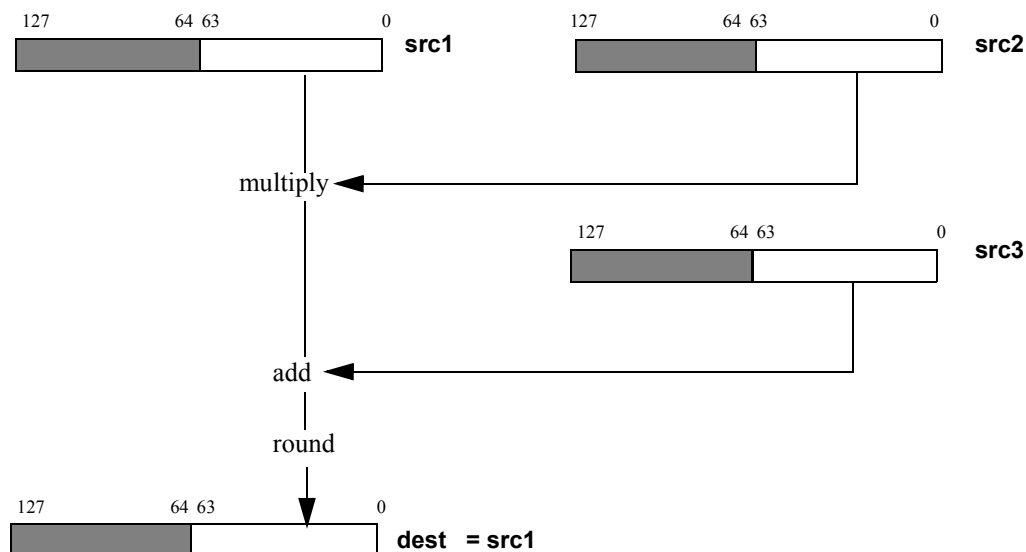 127 64 63 0
src1
127 64 63 0
src2
multiply
127 64 63 0
src3
add
round
127 64 63 0
dest = src1